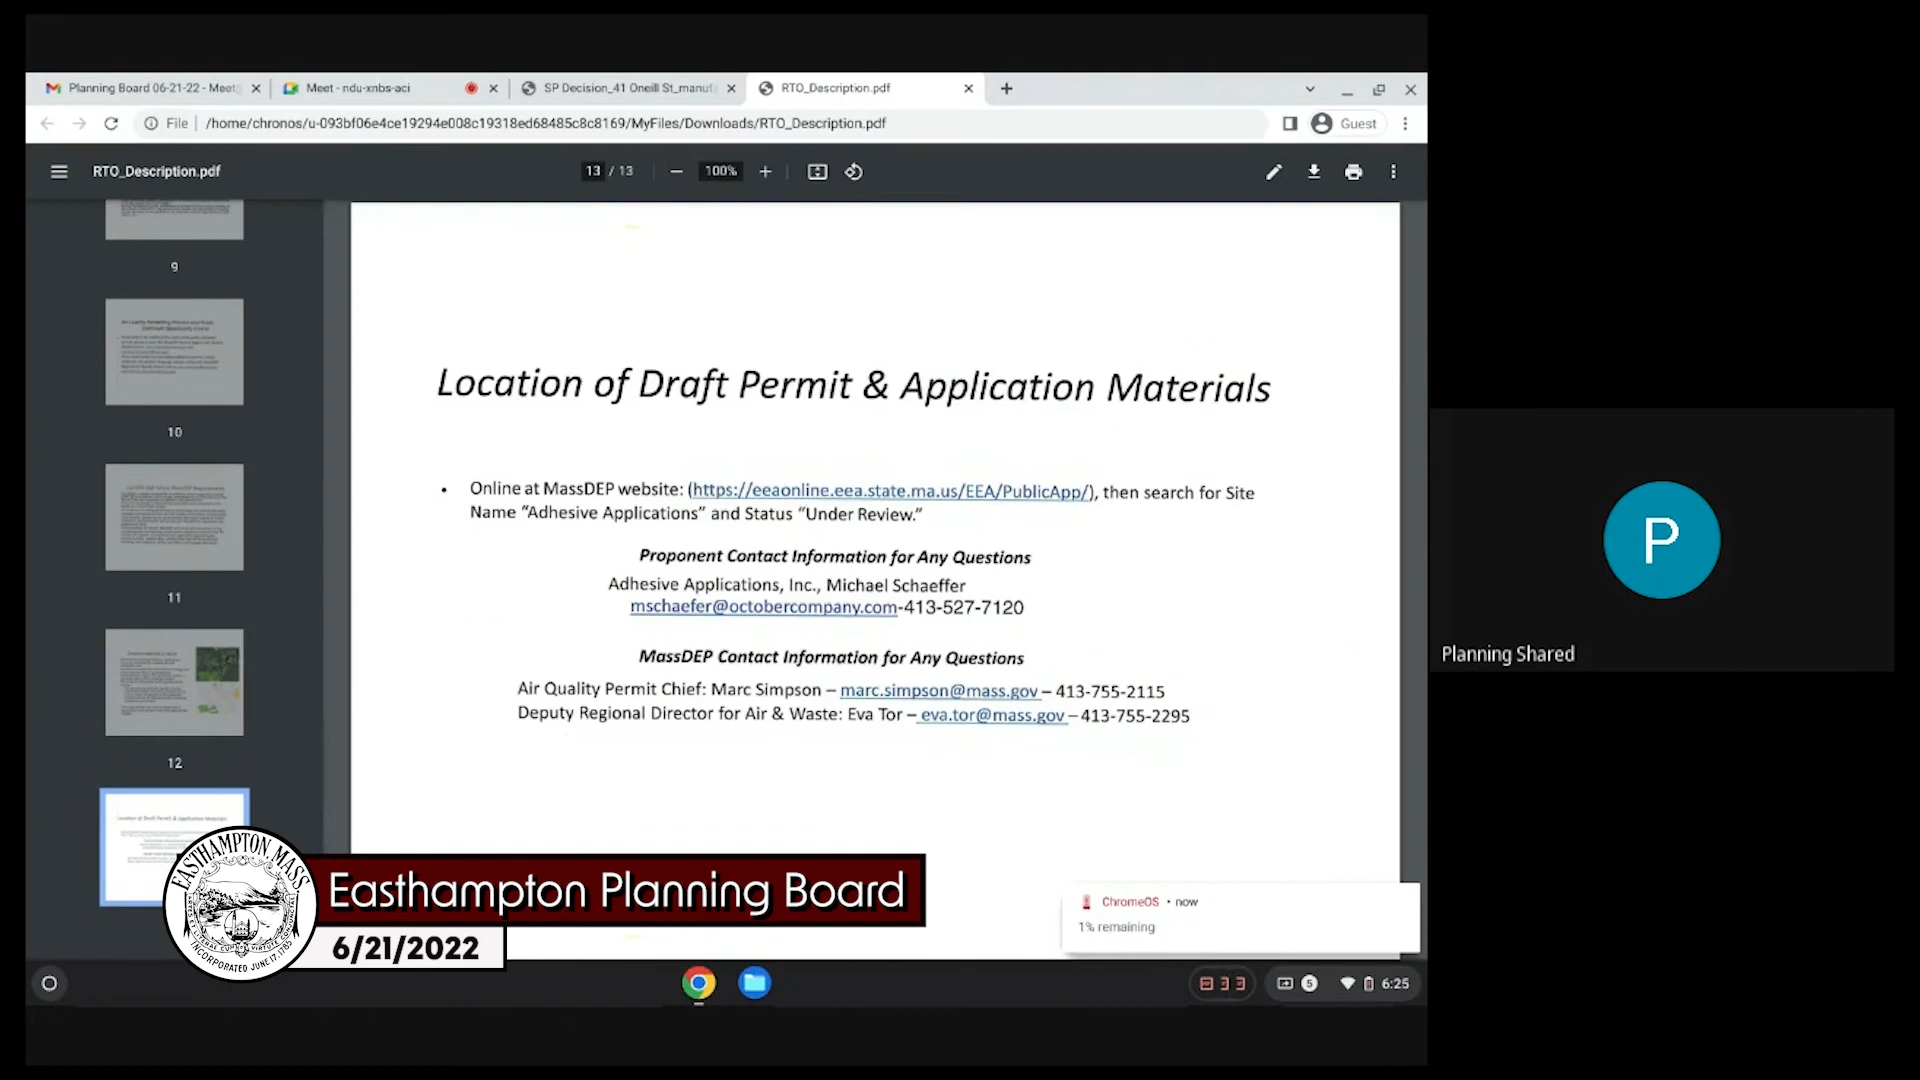 Planning Board 06-21-22 - Meet
Meet - ndu-xnbs-aci
SP Decision_41 Oneill St_manuf
RTO_Description.pdf
File
/home/chronos/u-093bf06e4ce19294e008c19318ed68485c8c8169/MyFiles/Downloads/RTO_Description.pdf
Guest
RTO_Description.pdf
13 / 13
100%
9
10
11
12
Location of Draft Permit & Application Materials
• Online at MassDEP website: (https://eeaonline.eea.state.ma.us/EEA/PublicApp/), then search for Site
Name “Adhesive Applications” and Status “Under Review.”
Proponent Contact Information for Any Questions
Adhesive Applications, Inc., Michael Schaeffer
mschaefer@octobercompany.com-413-527-7120
MassDEP Contact Information for Any Questions
Air Quality Permit Chief: Marc Simpson – marc.simpson@mass.gov – 413-755-2115
Deputy Regional Director for Air & Waste: Eva Tor – eva.tor@mass.gov – 413-755-2295
P
Planning Shared
EASTHAMPTON, MASS
INCORPORATED JUNE 17, 1785
Easthampton Planning Board
6/21/2022
ChromeOS • now
1% remaining
5
6:25